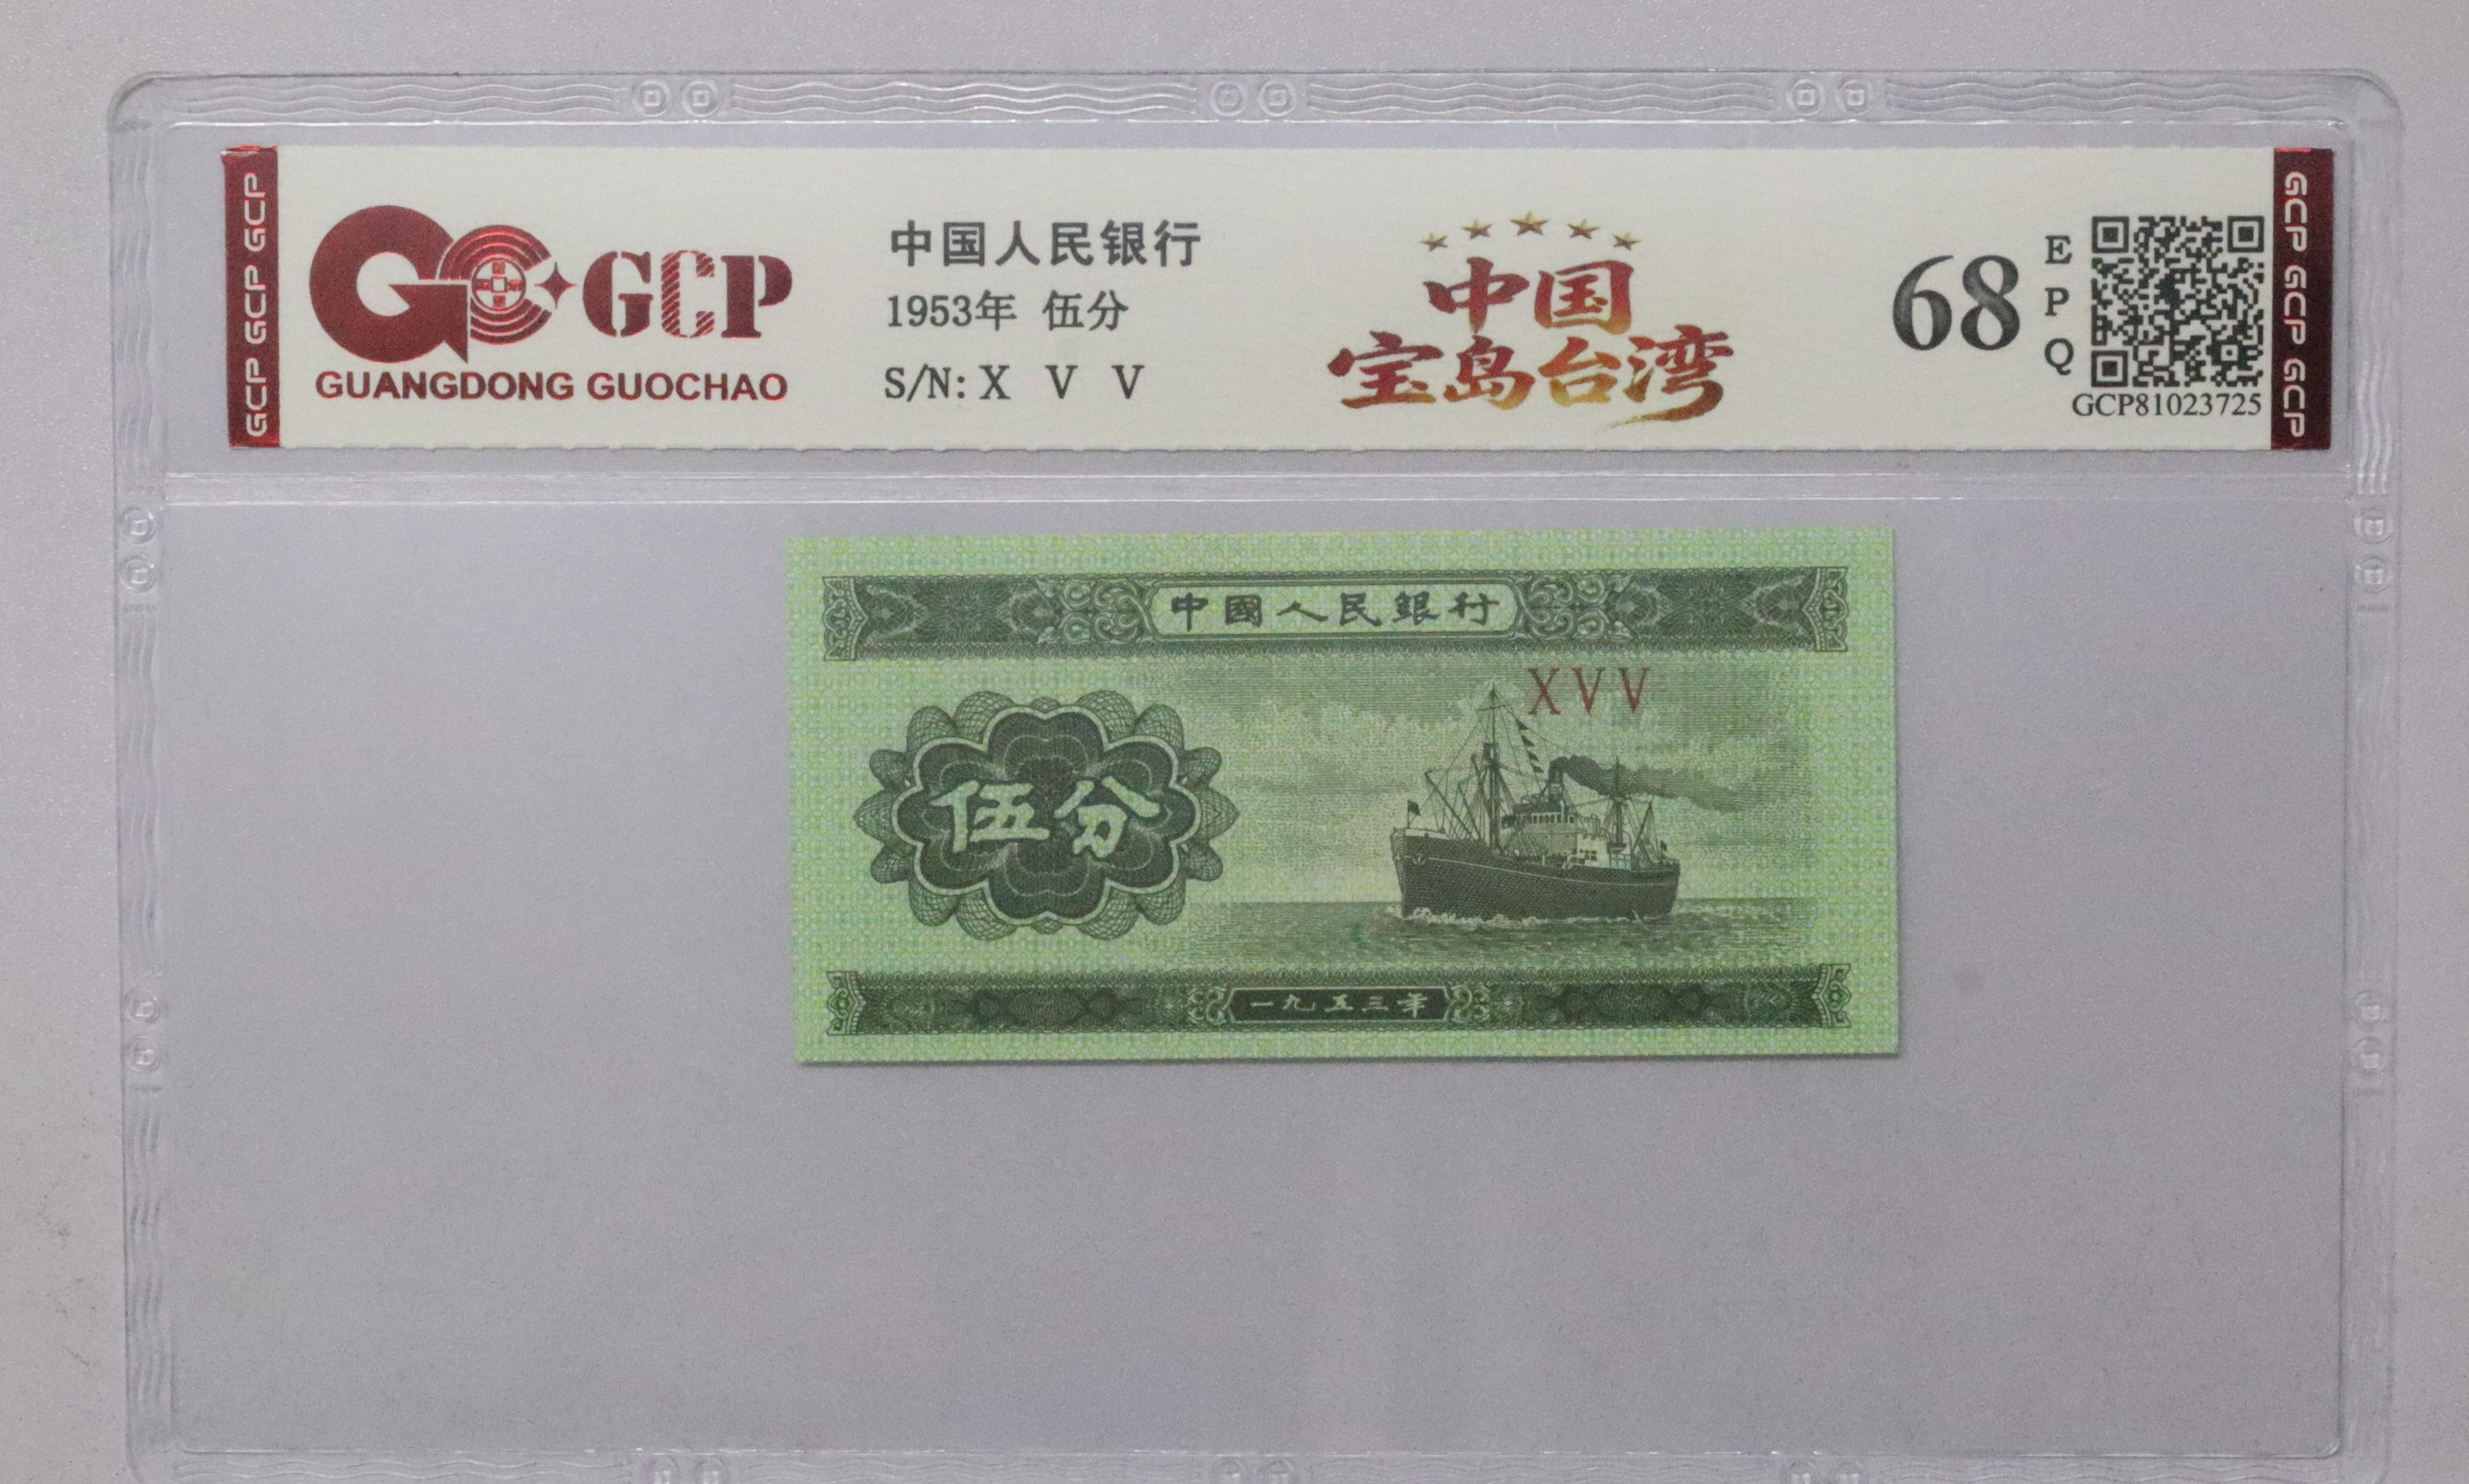 GCP GCP GCP
GCP
GUANGDONG GUOCHAO
中国人民银行
1953年 伍分
S/N: X V V
中国
宝岛台湾
68
E
P
Q
GCP81023725
GCP GCP GCP
中國人民銀行
XVV
伍分
一九五三年